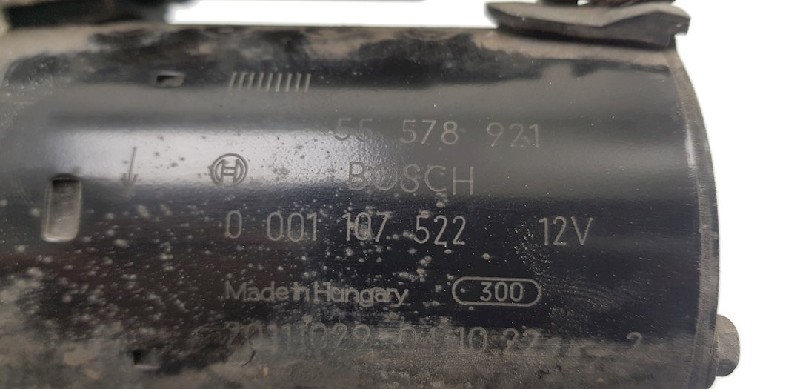 55 578 921
BOSCH
0 001 107 522 12V
Made in Hungary 300